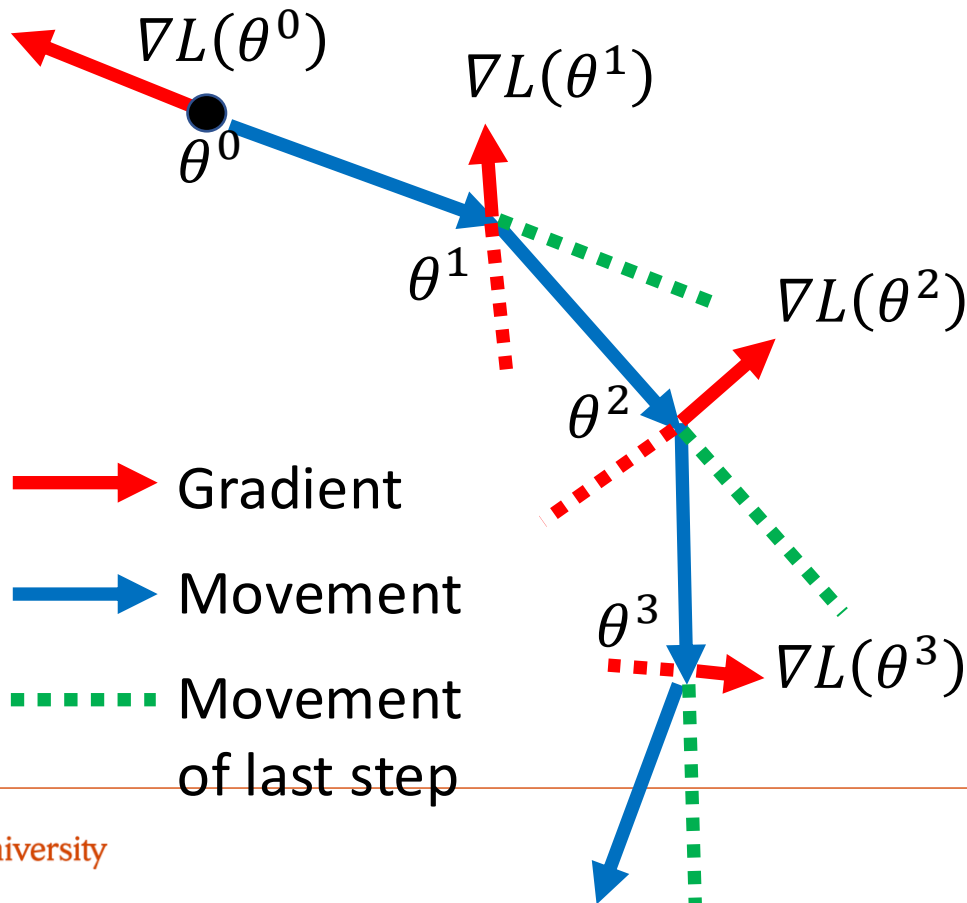 ∇L(θ⁰)
∇L(θ¹)
θ⁰
θ¹
∇L(θ²)
θ²
Gradient
Movement
θ³
∇L(θ³)
Movement
of last step
niversity